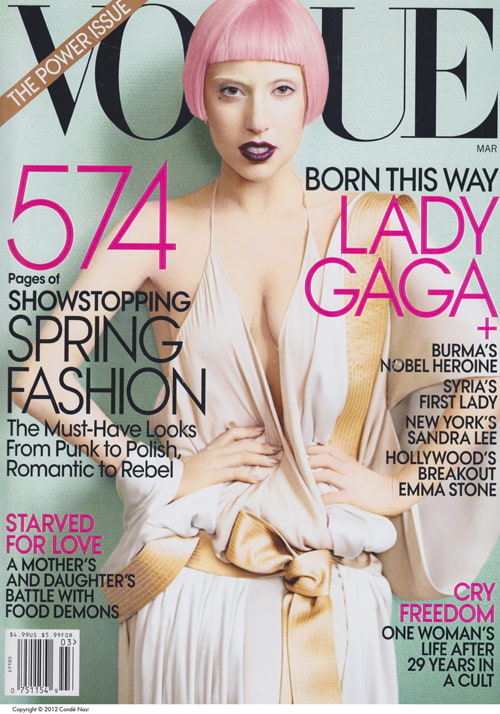 THE POWER ISSUE
VOGUE
MAR
574
Pages of
SHOWSTOPPING
SPRING
FASHION
The Must-Have Looks
From Punk to Polish,
Romantic to Rebel
BORN THIS WAY
LADY
GAGA
+
BURMA'S
NOBEL HEROINE
SYRIA'S
FIRST LADY
NEW YORK'S
SANDRA LEE
HOLLYWOOD'S
BREAKOUT
EMMA STONE
STARVED
FOR LOVE
A MOTHER'S
AND DAUGHTER'S
BATTLE WITH
FOOD DEMONS
CRY
FREEDOM
ONE WOMAN'S
LIFE AFTER
29 YEARS IN
A CULT
$4.99US $5.99FOR
03>
0 751154 9
Copyright © 2012 Condé Nast